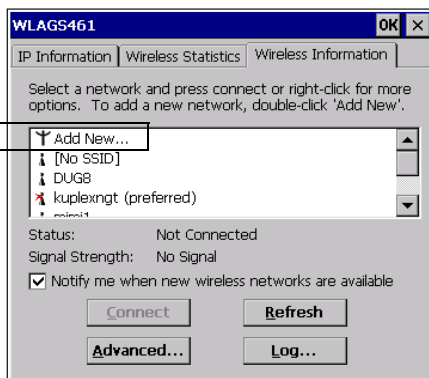 WLAGS461 OK ×
IP Information Wireless Statistics Wireless Information
Select a network and press connect or right-click for more
options. To add a new network, double-click 'Add New'.
Add New...
[No SSID]
DUG8
kuplexngt (preferred)
Status: Not Connected
Signal Strength: No Signal
Notify me when new wireless networks are available
Connect Refresh
Advanced... Log...